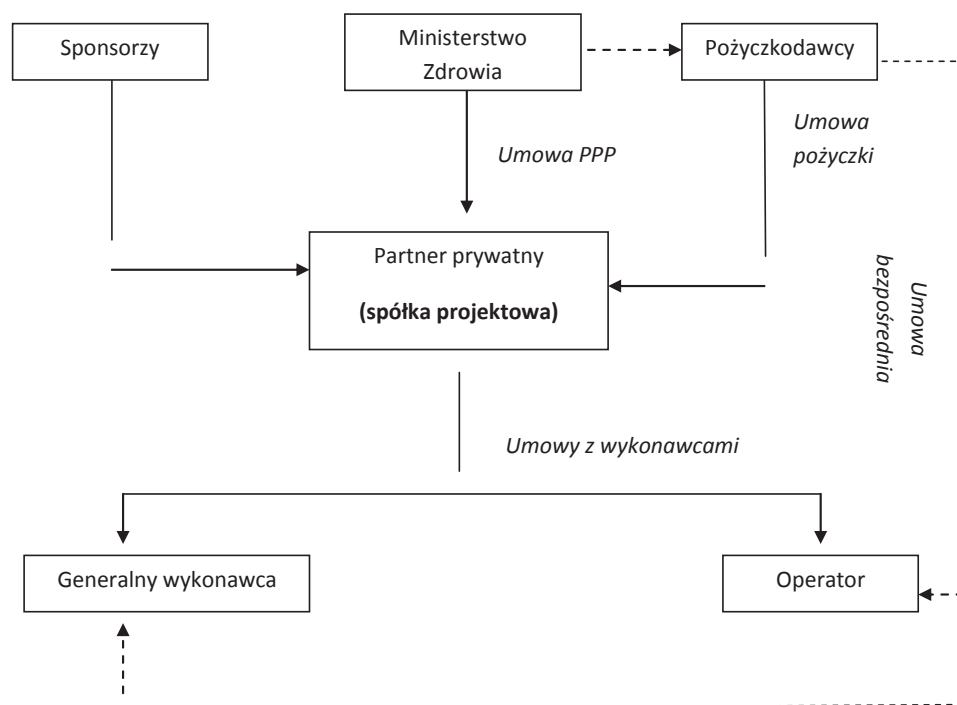 Sponsorzy
Ministerstwo
Zdrowia
Pożyczkodawcy
Umowa PPP
Umowa
pożyczki
Partner prywatny
(spółka projektowa)
Umowa
bezpośrednia
Umowy z wykonawcami
Generalny wykonawca
Operator